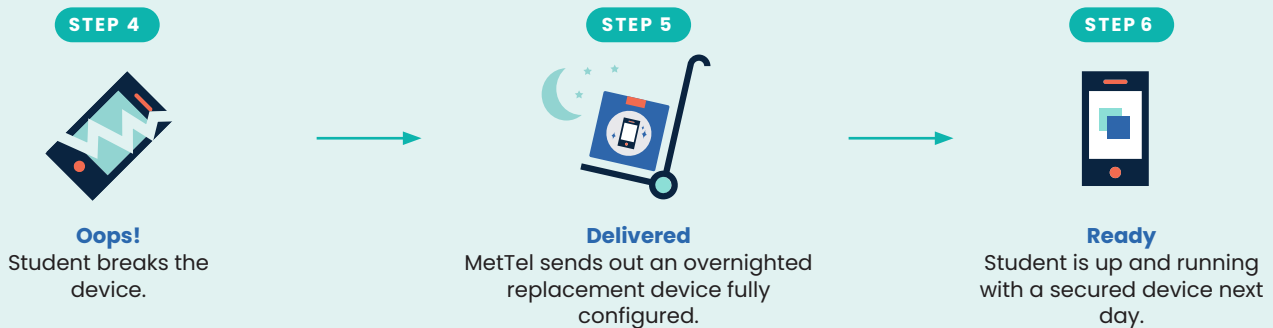 STEP 4
STEP 5
STEP 6
Oops!
Student breaks the
device.
Delivered
MetTel sends out an overnighted
replacement device fully
configured.
Ready
Student is up and running
with a secured device next
day.